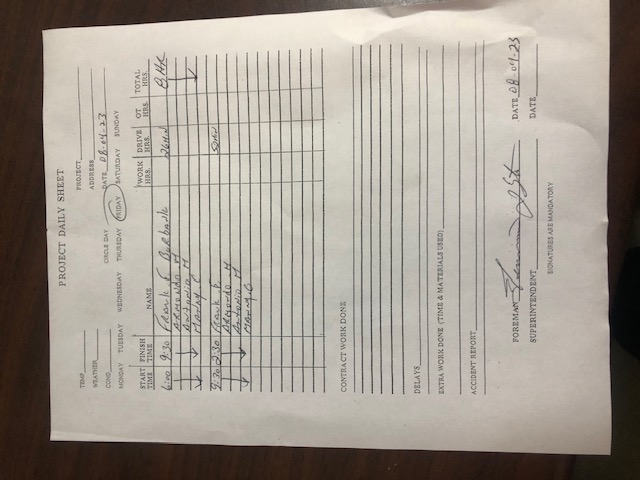 PROJECT DAILY SHEET
TEMP PROJECT
WEATHER ADDRESS
COND. CIRCLE DAY DATE 08-04-23
MONDAY TUESDAY WEDNESDAY THURSDAY FRIDAY SATURDAY SUNDAY
START TIME FINISH TIME NAME WORK HRS. DRIVE HRS. OT HRS. TOTAL HRS.
6:00 9:30 FRANK F BURBANK 26 MiN 8 HR
ARMONDO .M
ANTONIO M
MANNY. C
9:30 2:30 FRANK . F. MiN
ARMONDO .M
ANTONIO M
MANNY. C
CONTRACT WORK DONE
DELAYS
EXTRA WORK DONE (TIME & MATERIALS USED)
ACCIDENT REPORT
FOREMAN DATE 08-04-23
SUPERINTENDENT DATE
SIGNATURES ARE MANDATORY